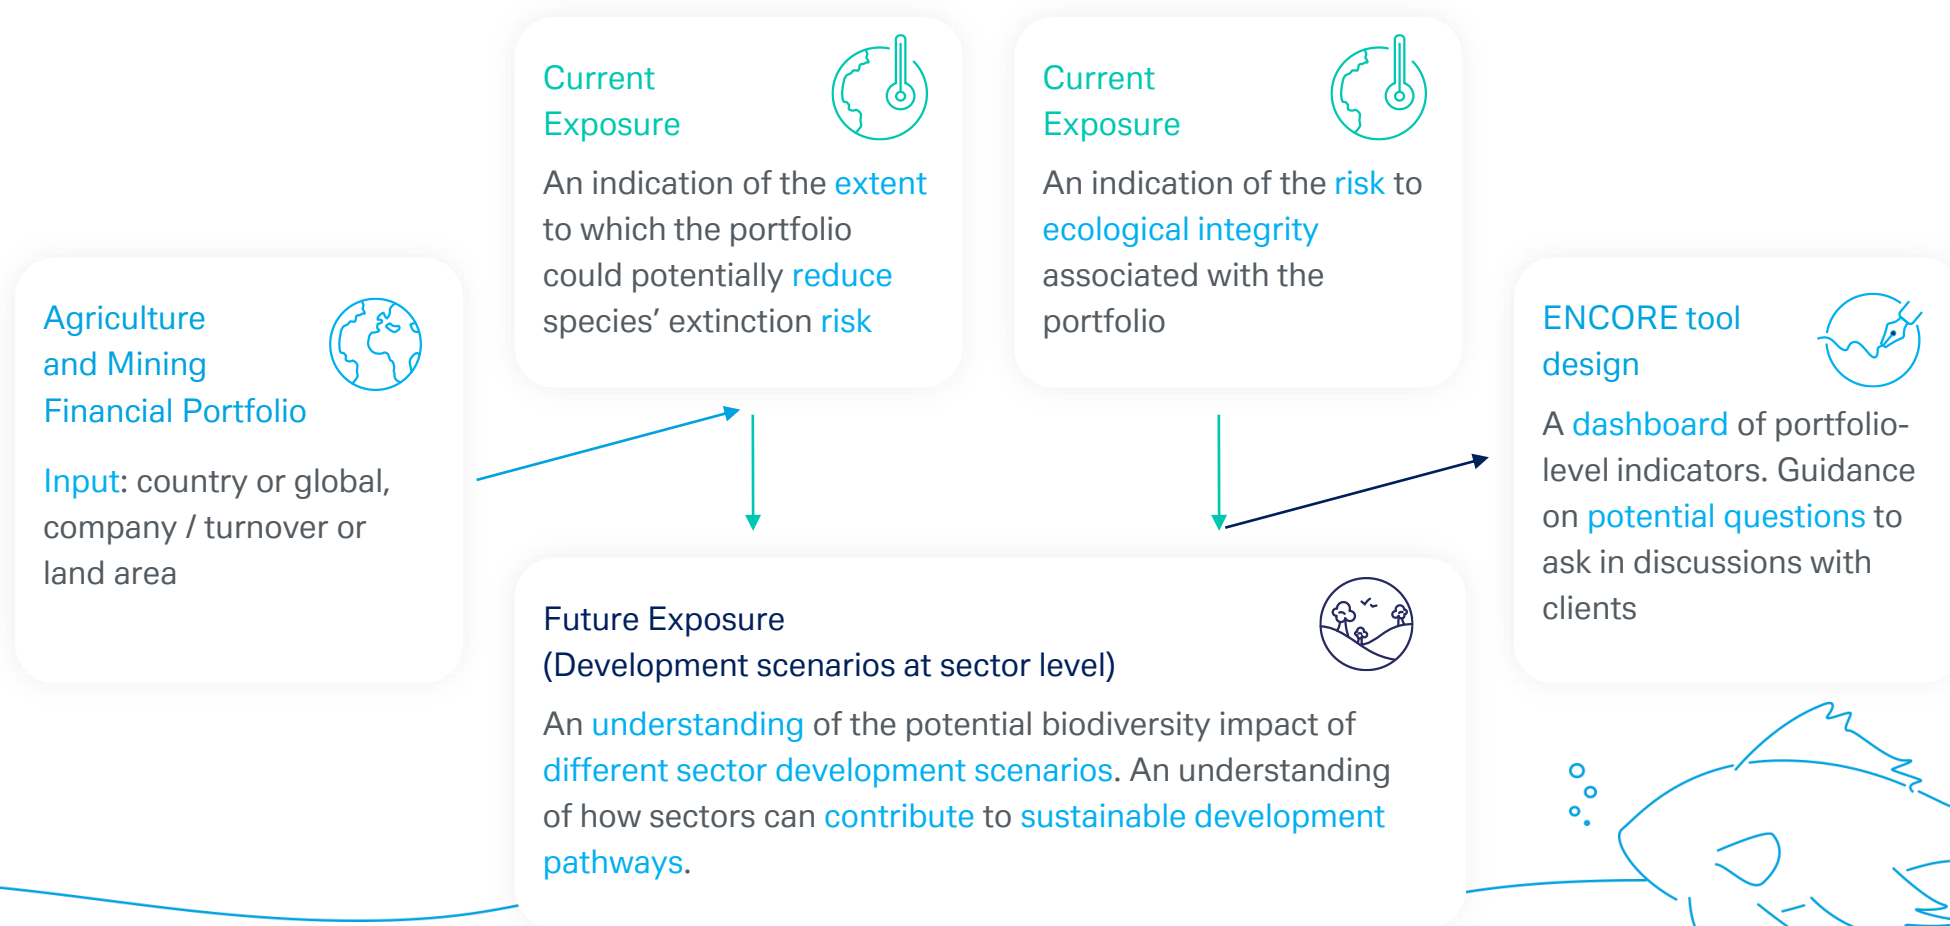 Agriculture
and Mining
Financial Portfolio
Input: country or global,
company / turnover or
land area
Current
Exposure
An indication of the extent
to which the portfolio
could potentially reduce
species’ extinction risk
Current
Exposure
An indication of the risk to
ecological integrity
associated with the
portfolio
Future Exposure
(Development scenarios at sector level)
An understanding of the potential biodiversity impact of
different sector development scenarios. An understanding
of how sectors can contribute to sustainable development
pathways.
ENCORE tool
design
A dashboard of portfolio-
level indicators. Guidance
on potential questions to
ask in discussions with
clients